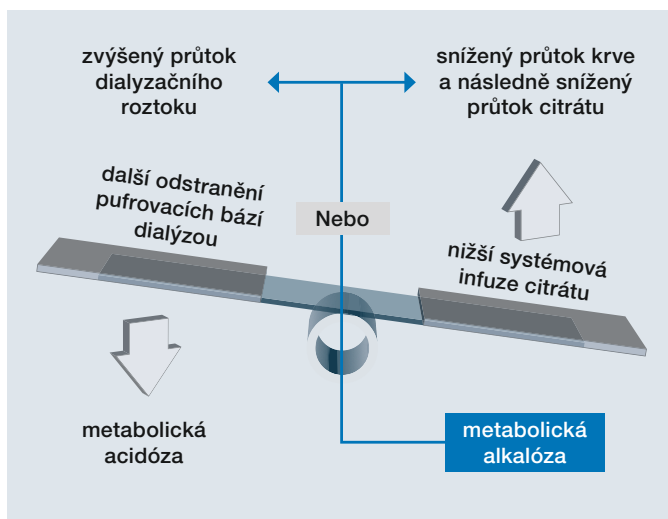 zvýšený průtok
dialyzačního
roztoku
snížený průtok krve
a následně snížený
průtok citrátu
další odstranění
pufrovacích bází
dialýzou
Nebo
nižší systémová
infuze citrátu
metabolická
acidóza
metabolická
alkalóza